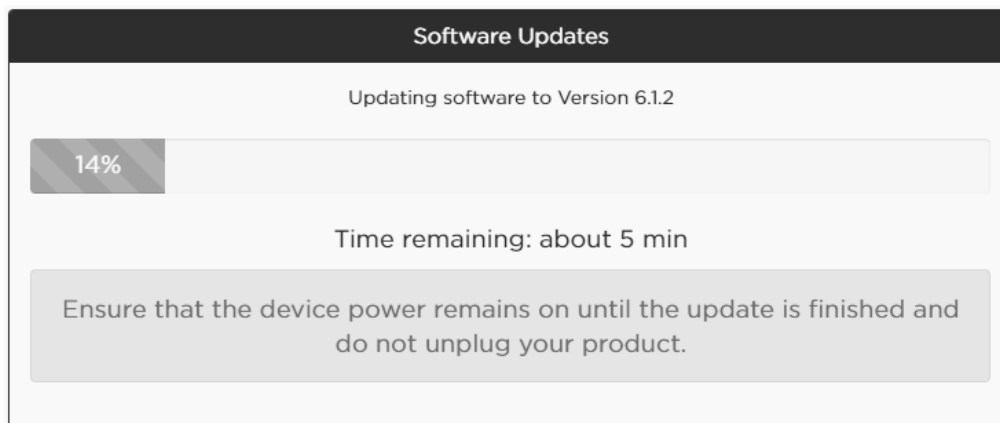 Software Updates
Updating software to Version 6.1.2
14%
Time remaining: about 5 min
Ensure that the device power remains on until the update is finished and
do not unplug your product.